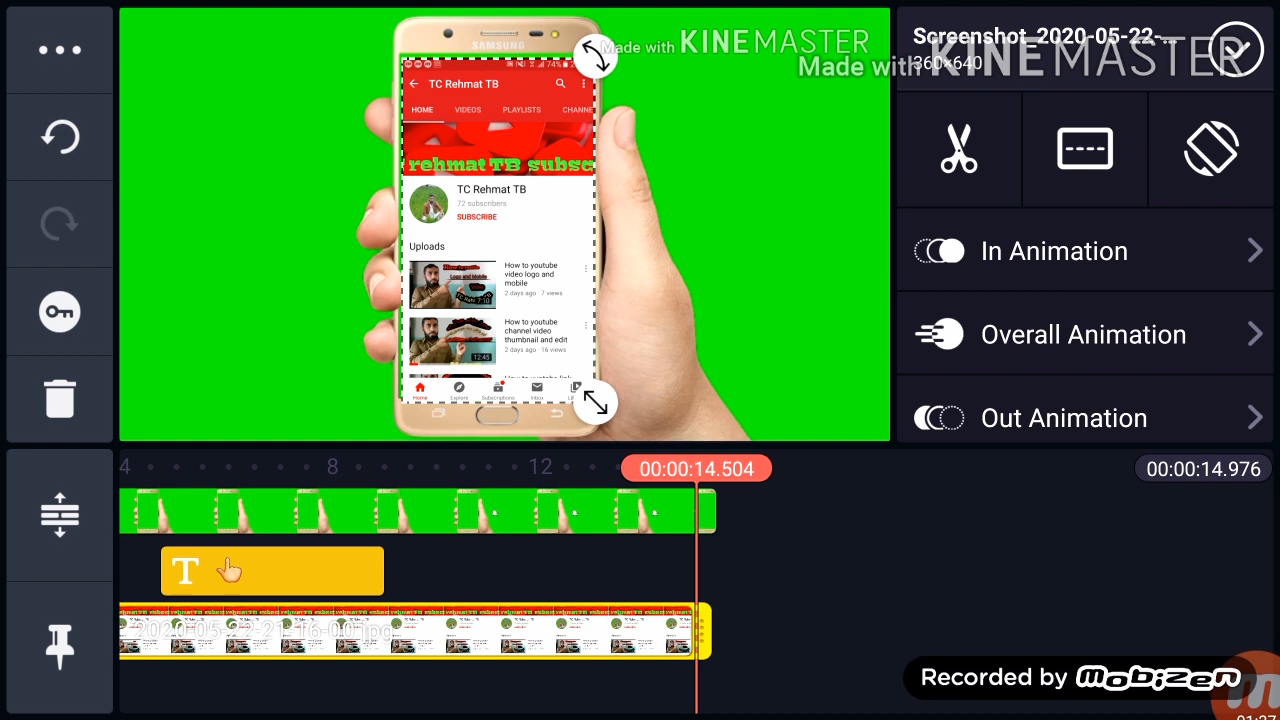 Made with KINEMASTER
Made with KINEMASTER
Screenshot_2020-05-22-...
360×640
SAMSUNG
74%
TC Rehmat TB
HOME VIDEOS PLAYLISTS CHANNE
rehmat TB subsc
TC Rehmat TB
72 subscribers
SUBSCRIBE
Uploads
How to youtube
video logo and
mobile
2 days ago · 7 views
7:10
How to youtube
channel video
thumbnail and edit
2 days ago · 16 views
12:45
Home Explore Subscriptions Inbox
In Animation
Overall Animation
Out Animation
4 8 12
00:00:14.504
00:00:14.976
T
Recorded by MOBIZEN